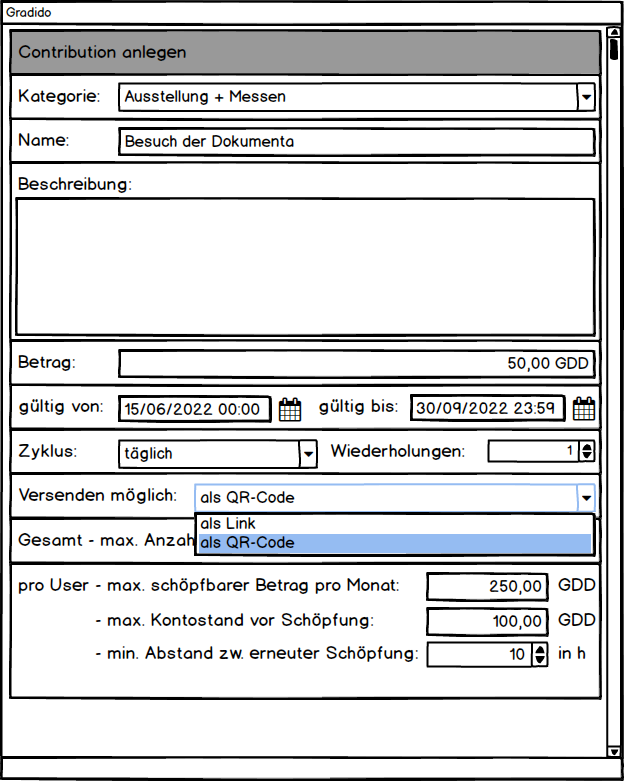 Gradido
Contribution anlegen
Kategorie: Ausstellung + Messen
Name: Besuch der Dokumenta
Beschreibung:
Betrag: 50,00 GDD
gültig von: 15/06/2022 00:00 gültig bis: 30/09/2022 23:59
Zyklus: täglich Wiederholungen: 1
Versenden möglich: als QR-Code
als Link
Gesamt - max. Anzah als QR-Code
pro User - max. schöpfbarer Betrag pro Monat: 250,00 GDD
- max. Kontostand vor Schöpfung: 100,00 GDD
- min. Abstand zw. erneuter Schöpfung: 10 in h